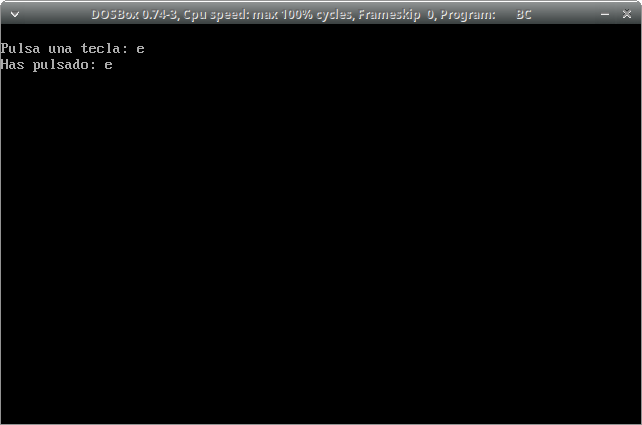 DOSBox 0.74-3, Cpu speed: max 100% cycles, Frameskip 0, Program: BC
Pulsa una tecla: e
Has pulsado: e